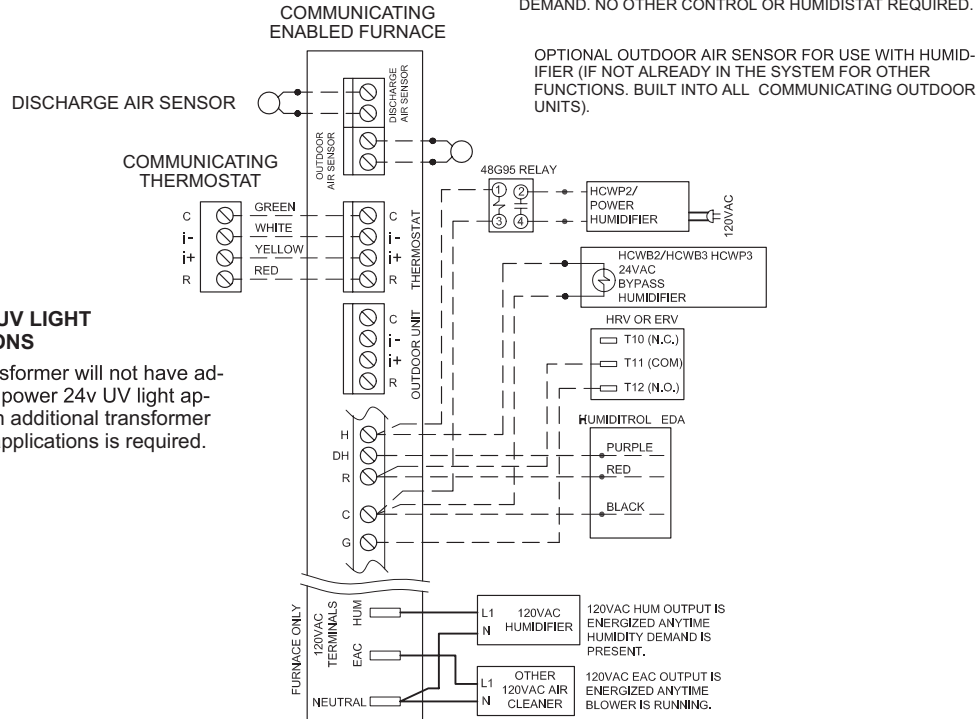 COMMUNICATING
ENABLED FURNACE
DEMAND. NO OTHER CONTROL OR HUMIDISTAT REQUIRED.
OPTIONAL OUTDOOR AIR SENSOR FOR USE WITH HUMID-
IFIER (IF NOT ALREADY IN THE SYSTEM FOR OTHER
FUNCTIONS. BUILT INTO ALL COMMUNICATING OUTDOOR
UNITS).
DISCHARGE AIR SENSOR
DISCHARGE
AIR SENSOR
OUTDOOR
AIR SENSOR
COMMUNICATING
THERMOSTAT
C
i-
i+
R
GREEN
WHITE
YELLOW
RED
C
i-
i+
R
THERMOSTAT
48G95 RELAY
1
2
3
4
HCWP2/
POWER
HUMIDIFIER
120VAC
HCWB2/HCWB3 HCWP3
24VAC
BYPASS
HUMIDIFIER
UV LIGHT
ONS
sformer will not have ad-
power 24v UV light ap-
n additional transformer
applications is required.
C
i-
i+
R
OUTDOOR UNIT
HRV OR ERV
T10 (N.C.)
T11 (COM)
T12 (N.O.)
H
DH
R
C
G
HUMIDITROL EDA
PURPLE
RED
BLACK
FURNACE ONLY
120VAC
TERMINALS
HUM
EAC
NEUTRAL
L1
N
120VAC
HUMIDIFIER
120VAC HUM OUTPUT IS
ENERGIZED ANYTIME
HUMIDITY DEMAND IS
PRESENT.
L1
N
OTHER
120VAC AIR
CLEANER
120VAC EAC OUTPUT IS
ENERGIZED ANYTIME
BLOWER IS RUNNING.